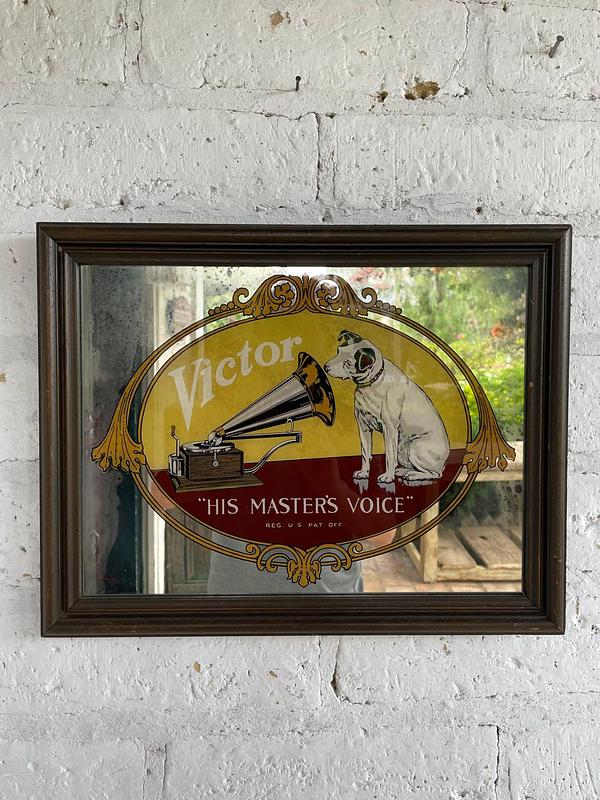 Victor
"HIS MASTER'S VOICE"
REG. U.S. PAT. OFF.